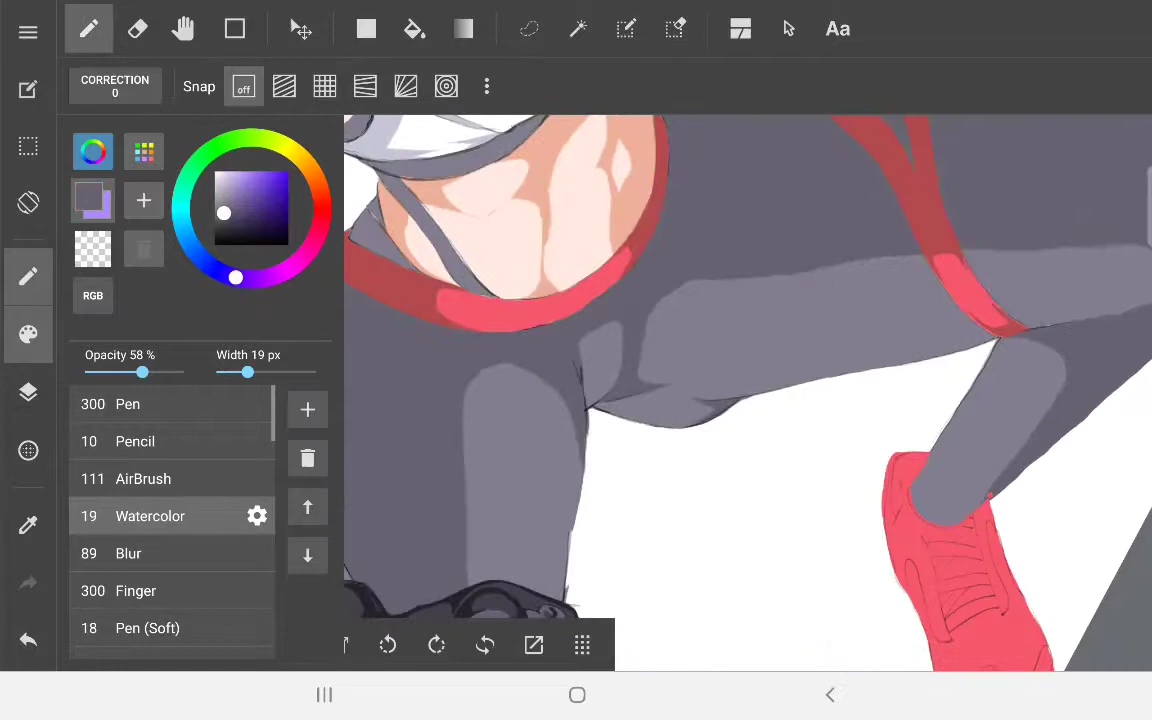 Aa
CORRECTION
0
Snap
off
RGB
Opacity 58 %
Width 19 px
300 Pen
10 Pencil
111 AirBrush
19 Watercolor
89 Blur
300 Finger
18 Pen (Soft)